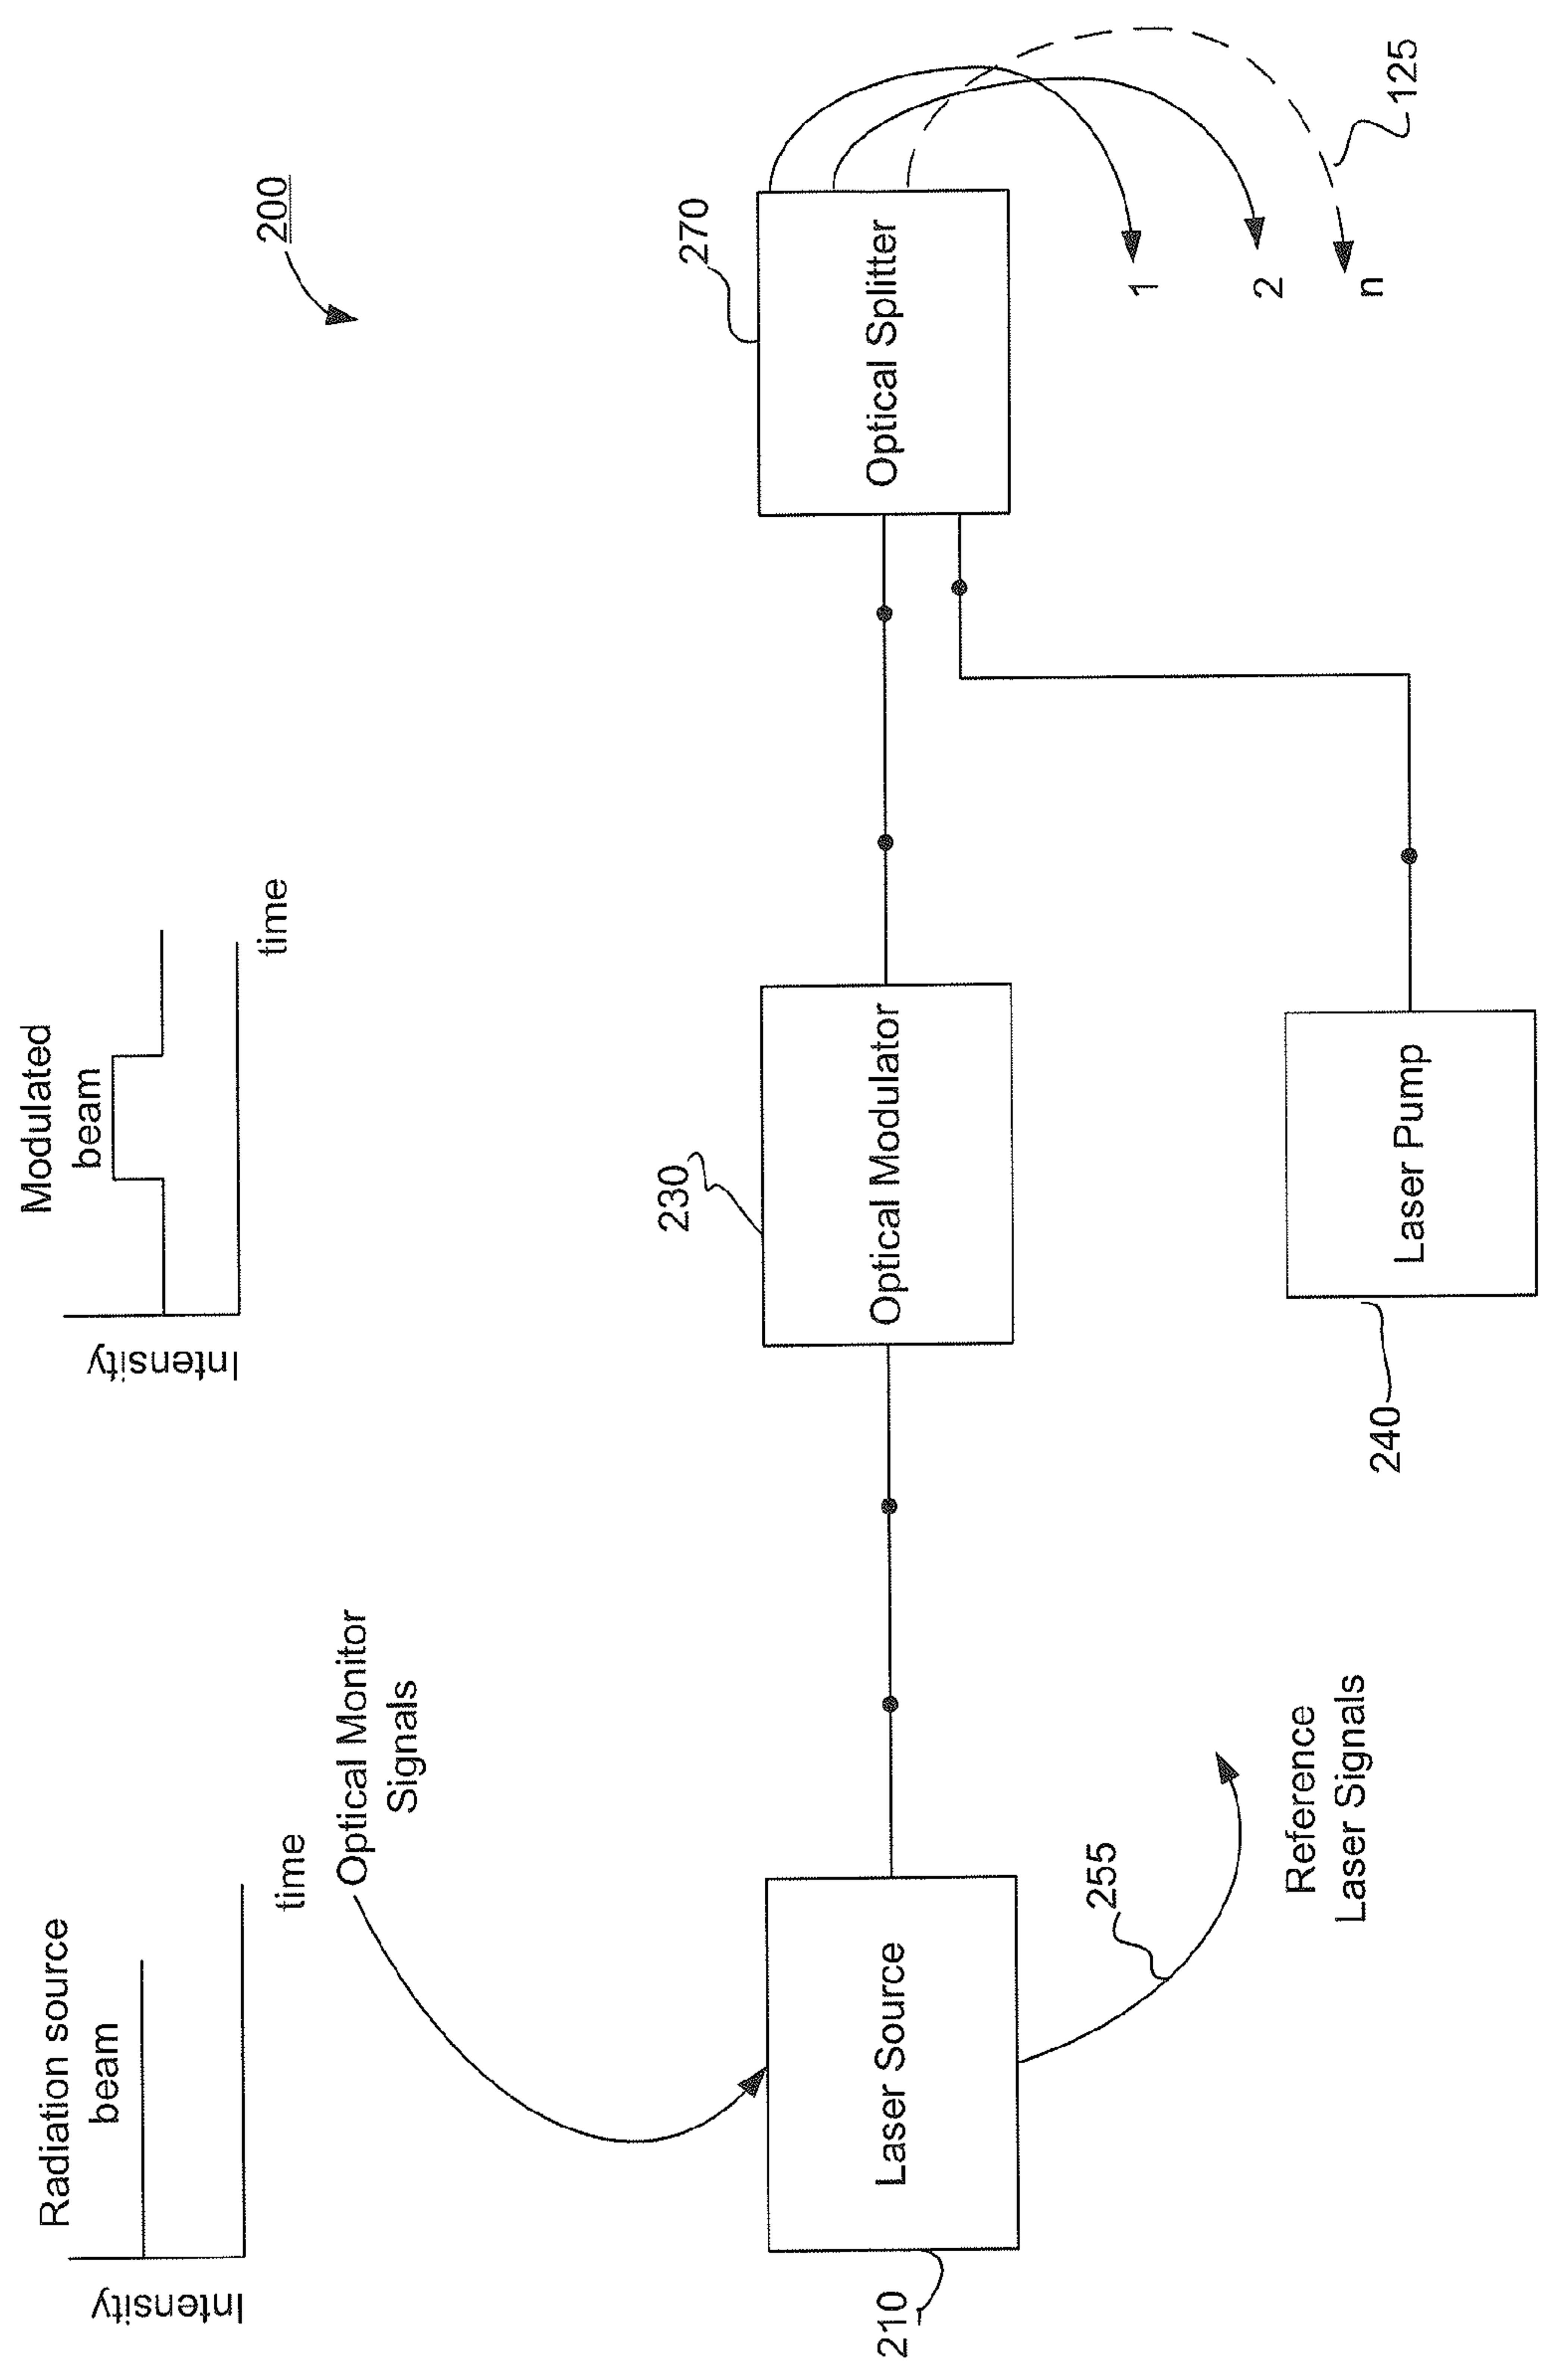 Radiation source
beam
Intensity
time
Modulated
beam
Intensity
time
200
Optical Monitor
Signals
210
Laser Source
230
Optical Modulator
270
Optical Splitter
255
Reference
Laser Signals
240
Laser Pump
1
2
n
125